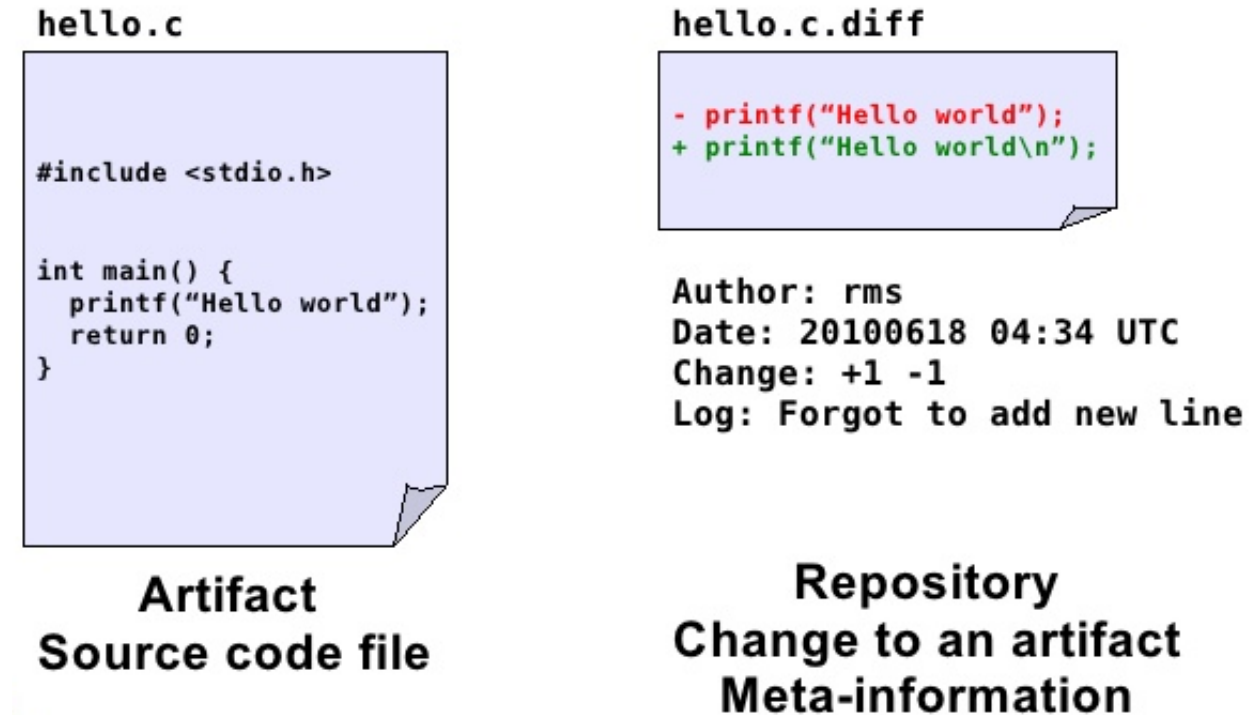 hello.c
#include <stdio.h>
int main() {
  printf(“Hello world”);
  return 0;
}
Artifact
Source code file
hello.c.diff
- printf(“Hello world”);
+ printf(“Hello world\n”);
Author: rms
Date: 20100618 04:34 UTC
Change: +1 -1
Log: Forgot to add new line
Repository
Change to an artifact
Meta-information